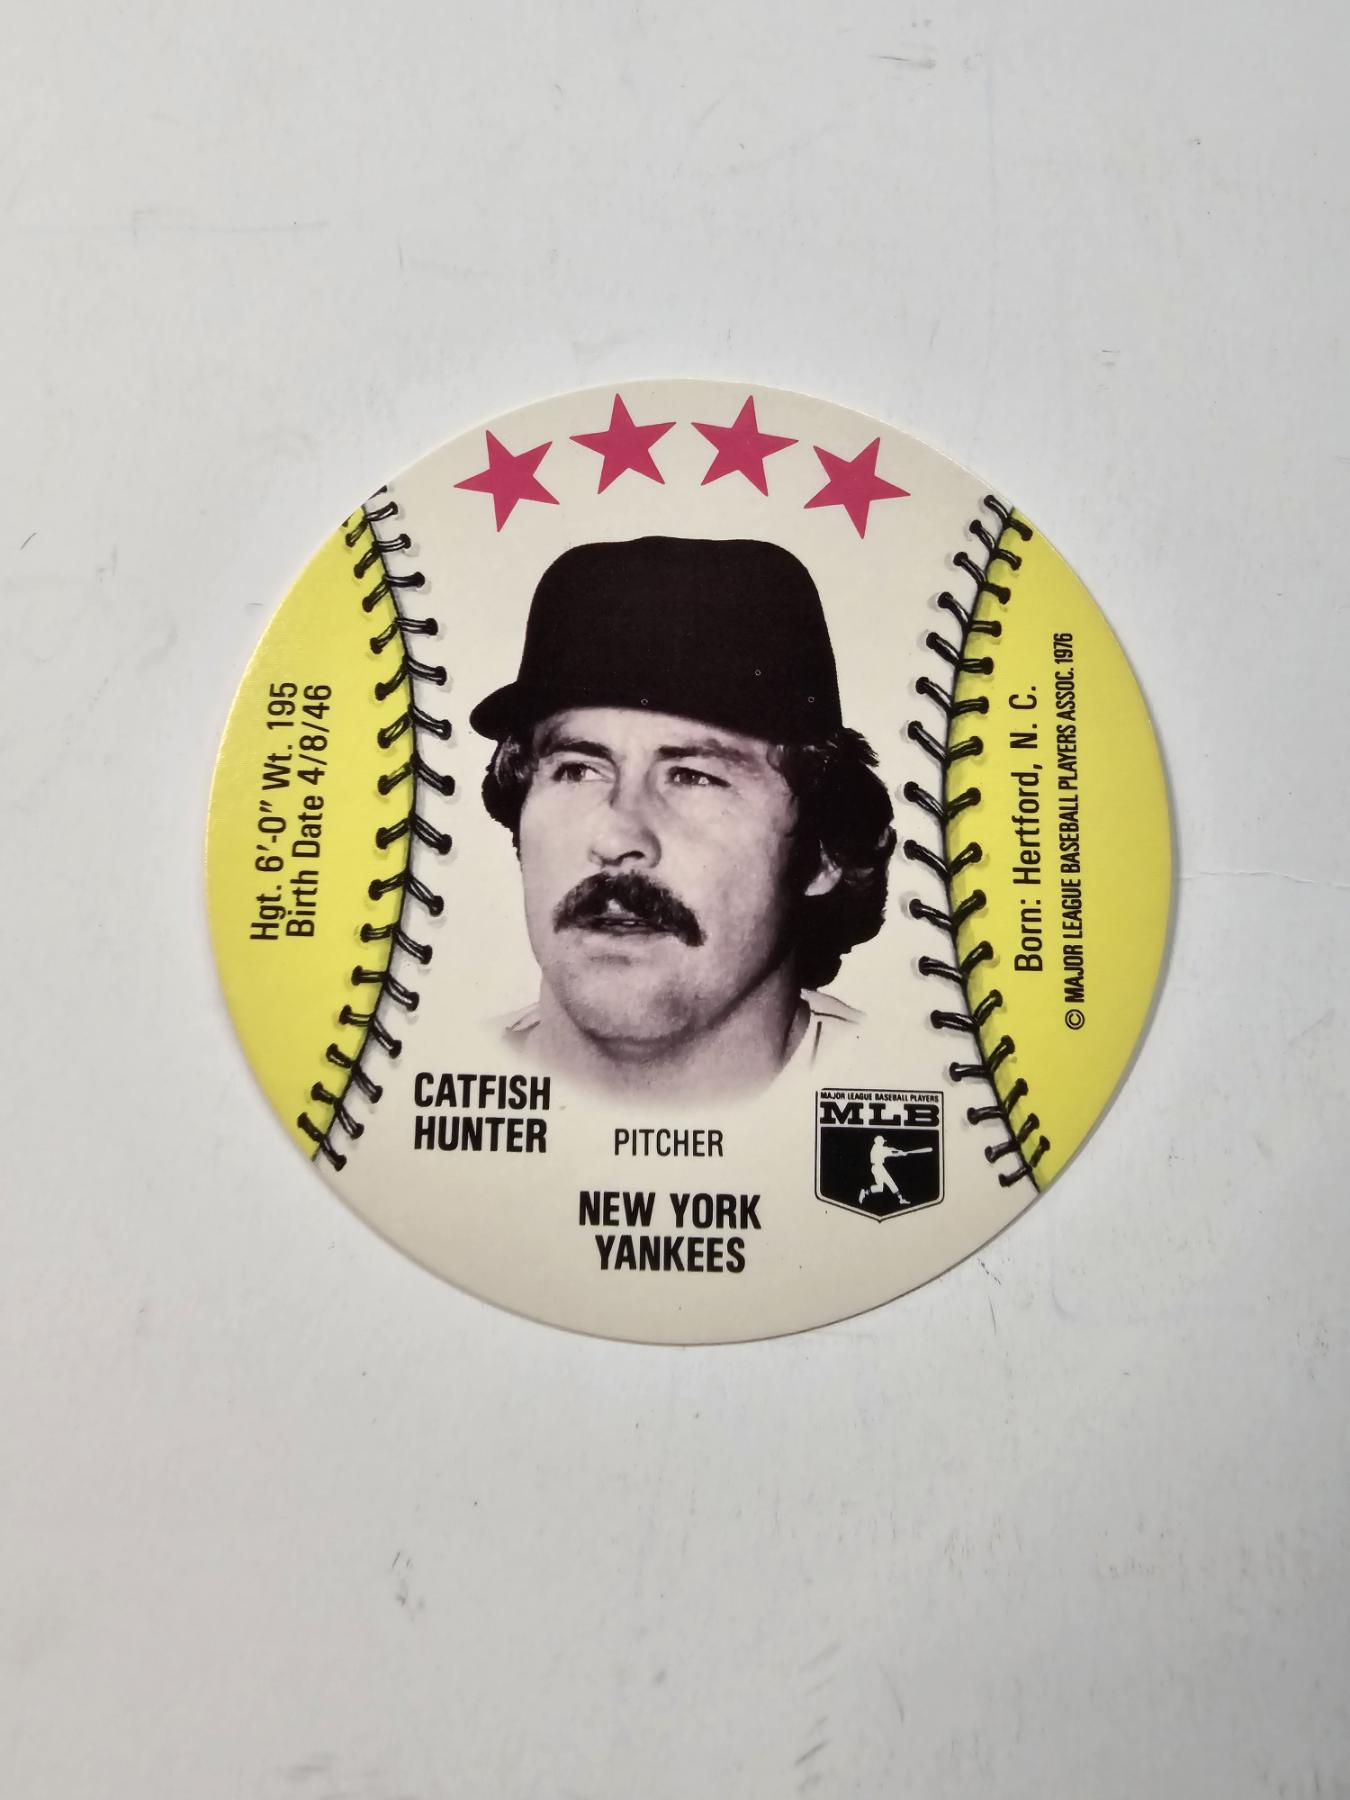 Hgt. 6'-0" Wt. 195
Birth Date 4/8/46
CATFISH
HUNTER
PITCHER
NEW YORK
YANKEES
MAJOR LEAGUE BASEBALL PLAYERS
MLB
Born: Hertford, N. C.
© MAJOR LEAGUE BASEBALL PLAYERS ASSOC. 1976